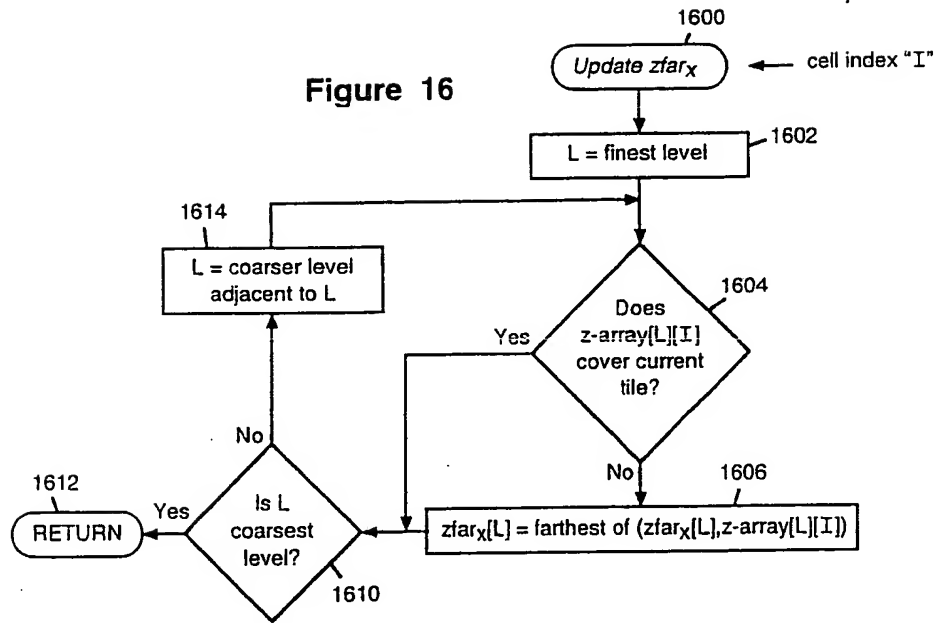 1600
Update zfarx
cell index "I"
Figure 16
1602
L = finest level
1614
L = coarser level
adjacent to L
1604
Does
z-array[L][I]
cover current
tile?
Yes
No
No
1606
zfarx[L] = farthest of (zfarx[L],z-array[L][I])
1612
RETURN
Yes
Is L
coarsest
level?
1610